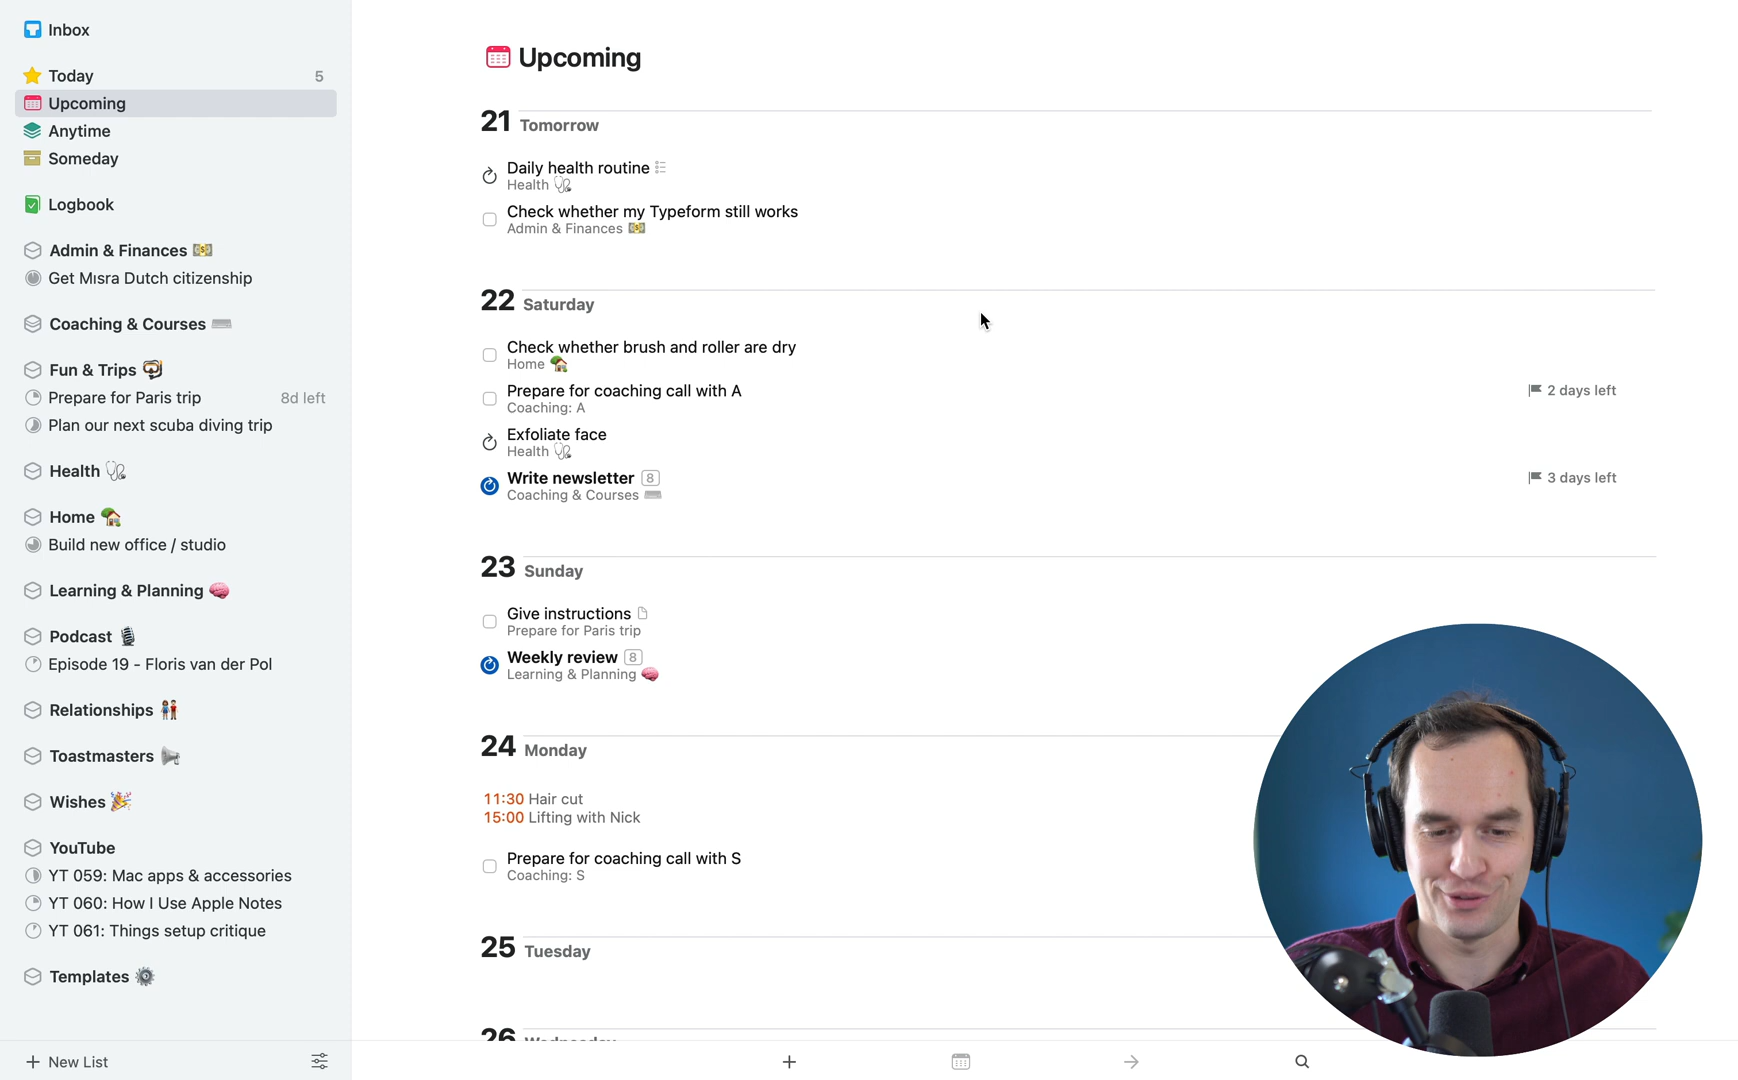 Inbox
Today 5
Upcoming
Anytime
Someday
Logbook
Admin & Finances
Get Mısra Dutch citizenship
Coaching & Courses
Fun & Trips
Prepare for Paris trip 8d left
Plan our next scuba diving trip
Health
Home
Build new office / studio
Learning & Planning
Podcast
Episode 19 - Floris van der Pol
Relationships
Toastmasters
Wishes
YouTube
YT 059: Mac apps & accessories
YT 060: How I Use Apple Notes
YT 061: Things setup critique
Templates
New List
Upcoming
21 Tomorrow
Daily health routine
Health
Check whether my Typeform still works
Admin & Finances
22 Saturday
Check whether brush and roller are dry
Home
Prepare for coaching call with A 2 days left
Coaching: A
Exfoliate face
Health
Write newsletter 8 3 days left
Coaching & Courses
23 Sunday
Give instructions
Prepare for Paris trip
Weekly review 8
Learning & Planning
24 Monday
11:30 Hair cut
15:00 Lifting with Nick
Prepare for coaching call with S
Coaching: S
25 Tuesday
26 Wednesday